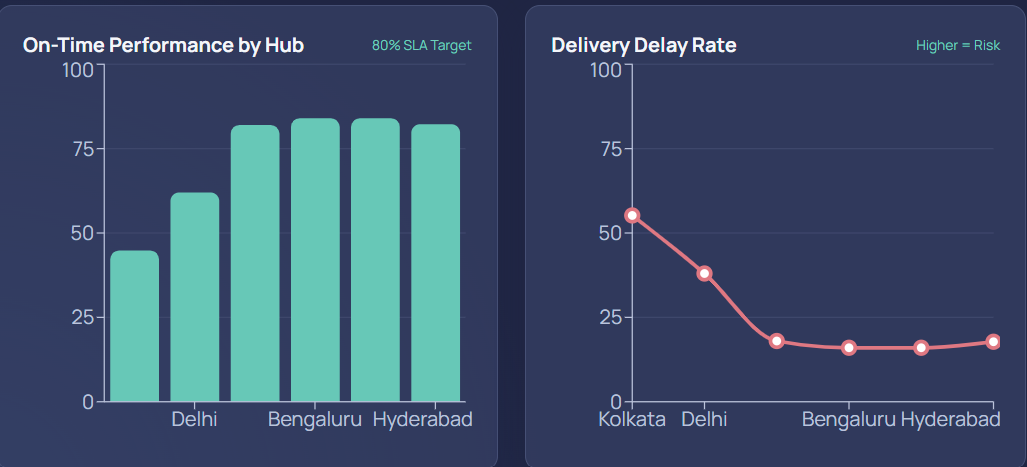 On-Time Performance by Hub
80% SLA Target
100
75
50
25
0
Delhi Bengaluru Hyderabad
Delivery Delay Rate
Higher = Risk
100
75
50
25
0
Kolkata Delhi Bengaluru Hyderabad